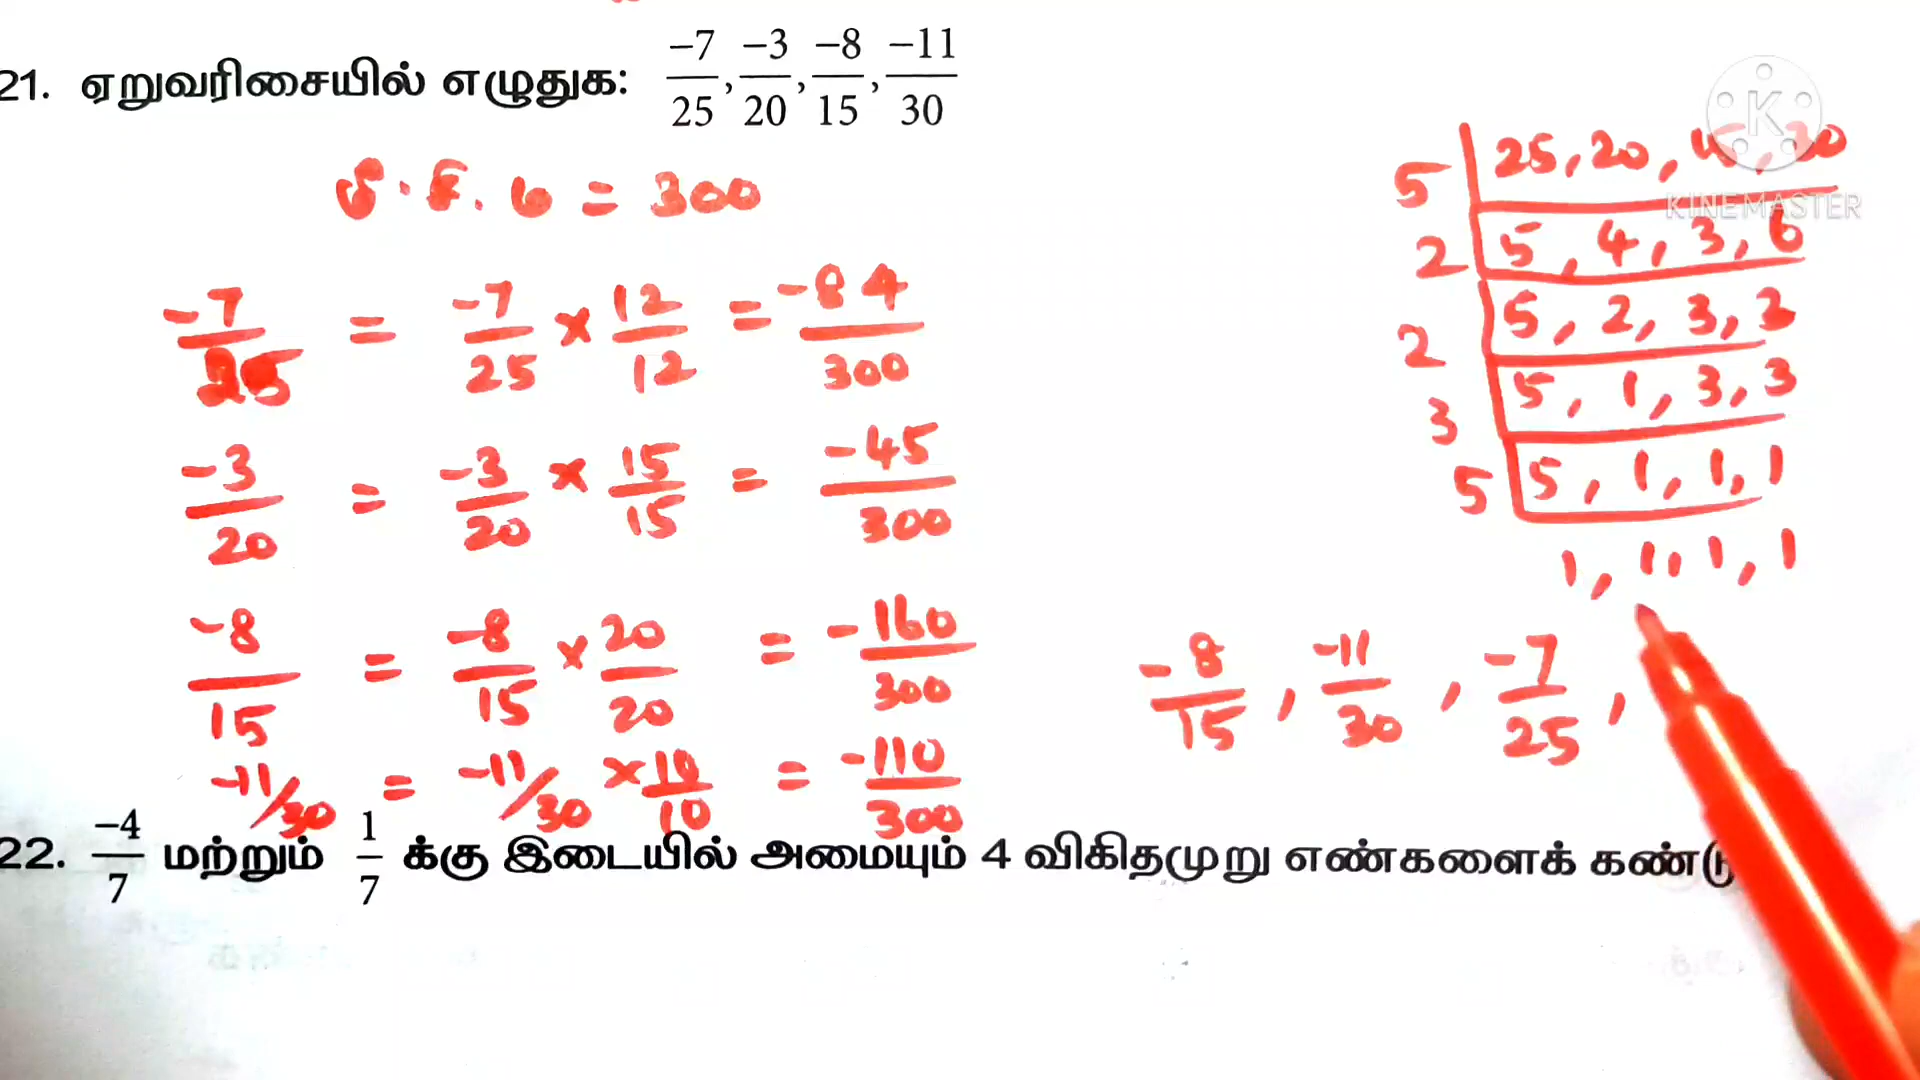 21. ஏறுவரிசையில் எழுதுக: -7/25, -3/20, -8/15, -11/30
மீ. சி. ம = 300
-7/25 = -7/25 × 12/12 = -84/300
-3/20 = -3/20 × 15/15 = -45/300
-8/15 = -8/15 × 20/20 = -160/300
-11/30 = -11/30 × 10/10 = -110/300
5 | 25, 20, 15, 30
2 | 5, 4, 3, 6
2 | 5, 2, 3, 3
3 | 5, 1, 3, 3
5 | 5, 1, 1, 1
1, 1, 1, 1
-8/15, -11/30, -7/25,
22. -4/7 மற்றும் 1/7 க்கு இடையில் அமையும் 4 விகிதமுறு எண்களைக் கண்டு
K
KINEMASTER